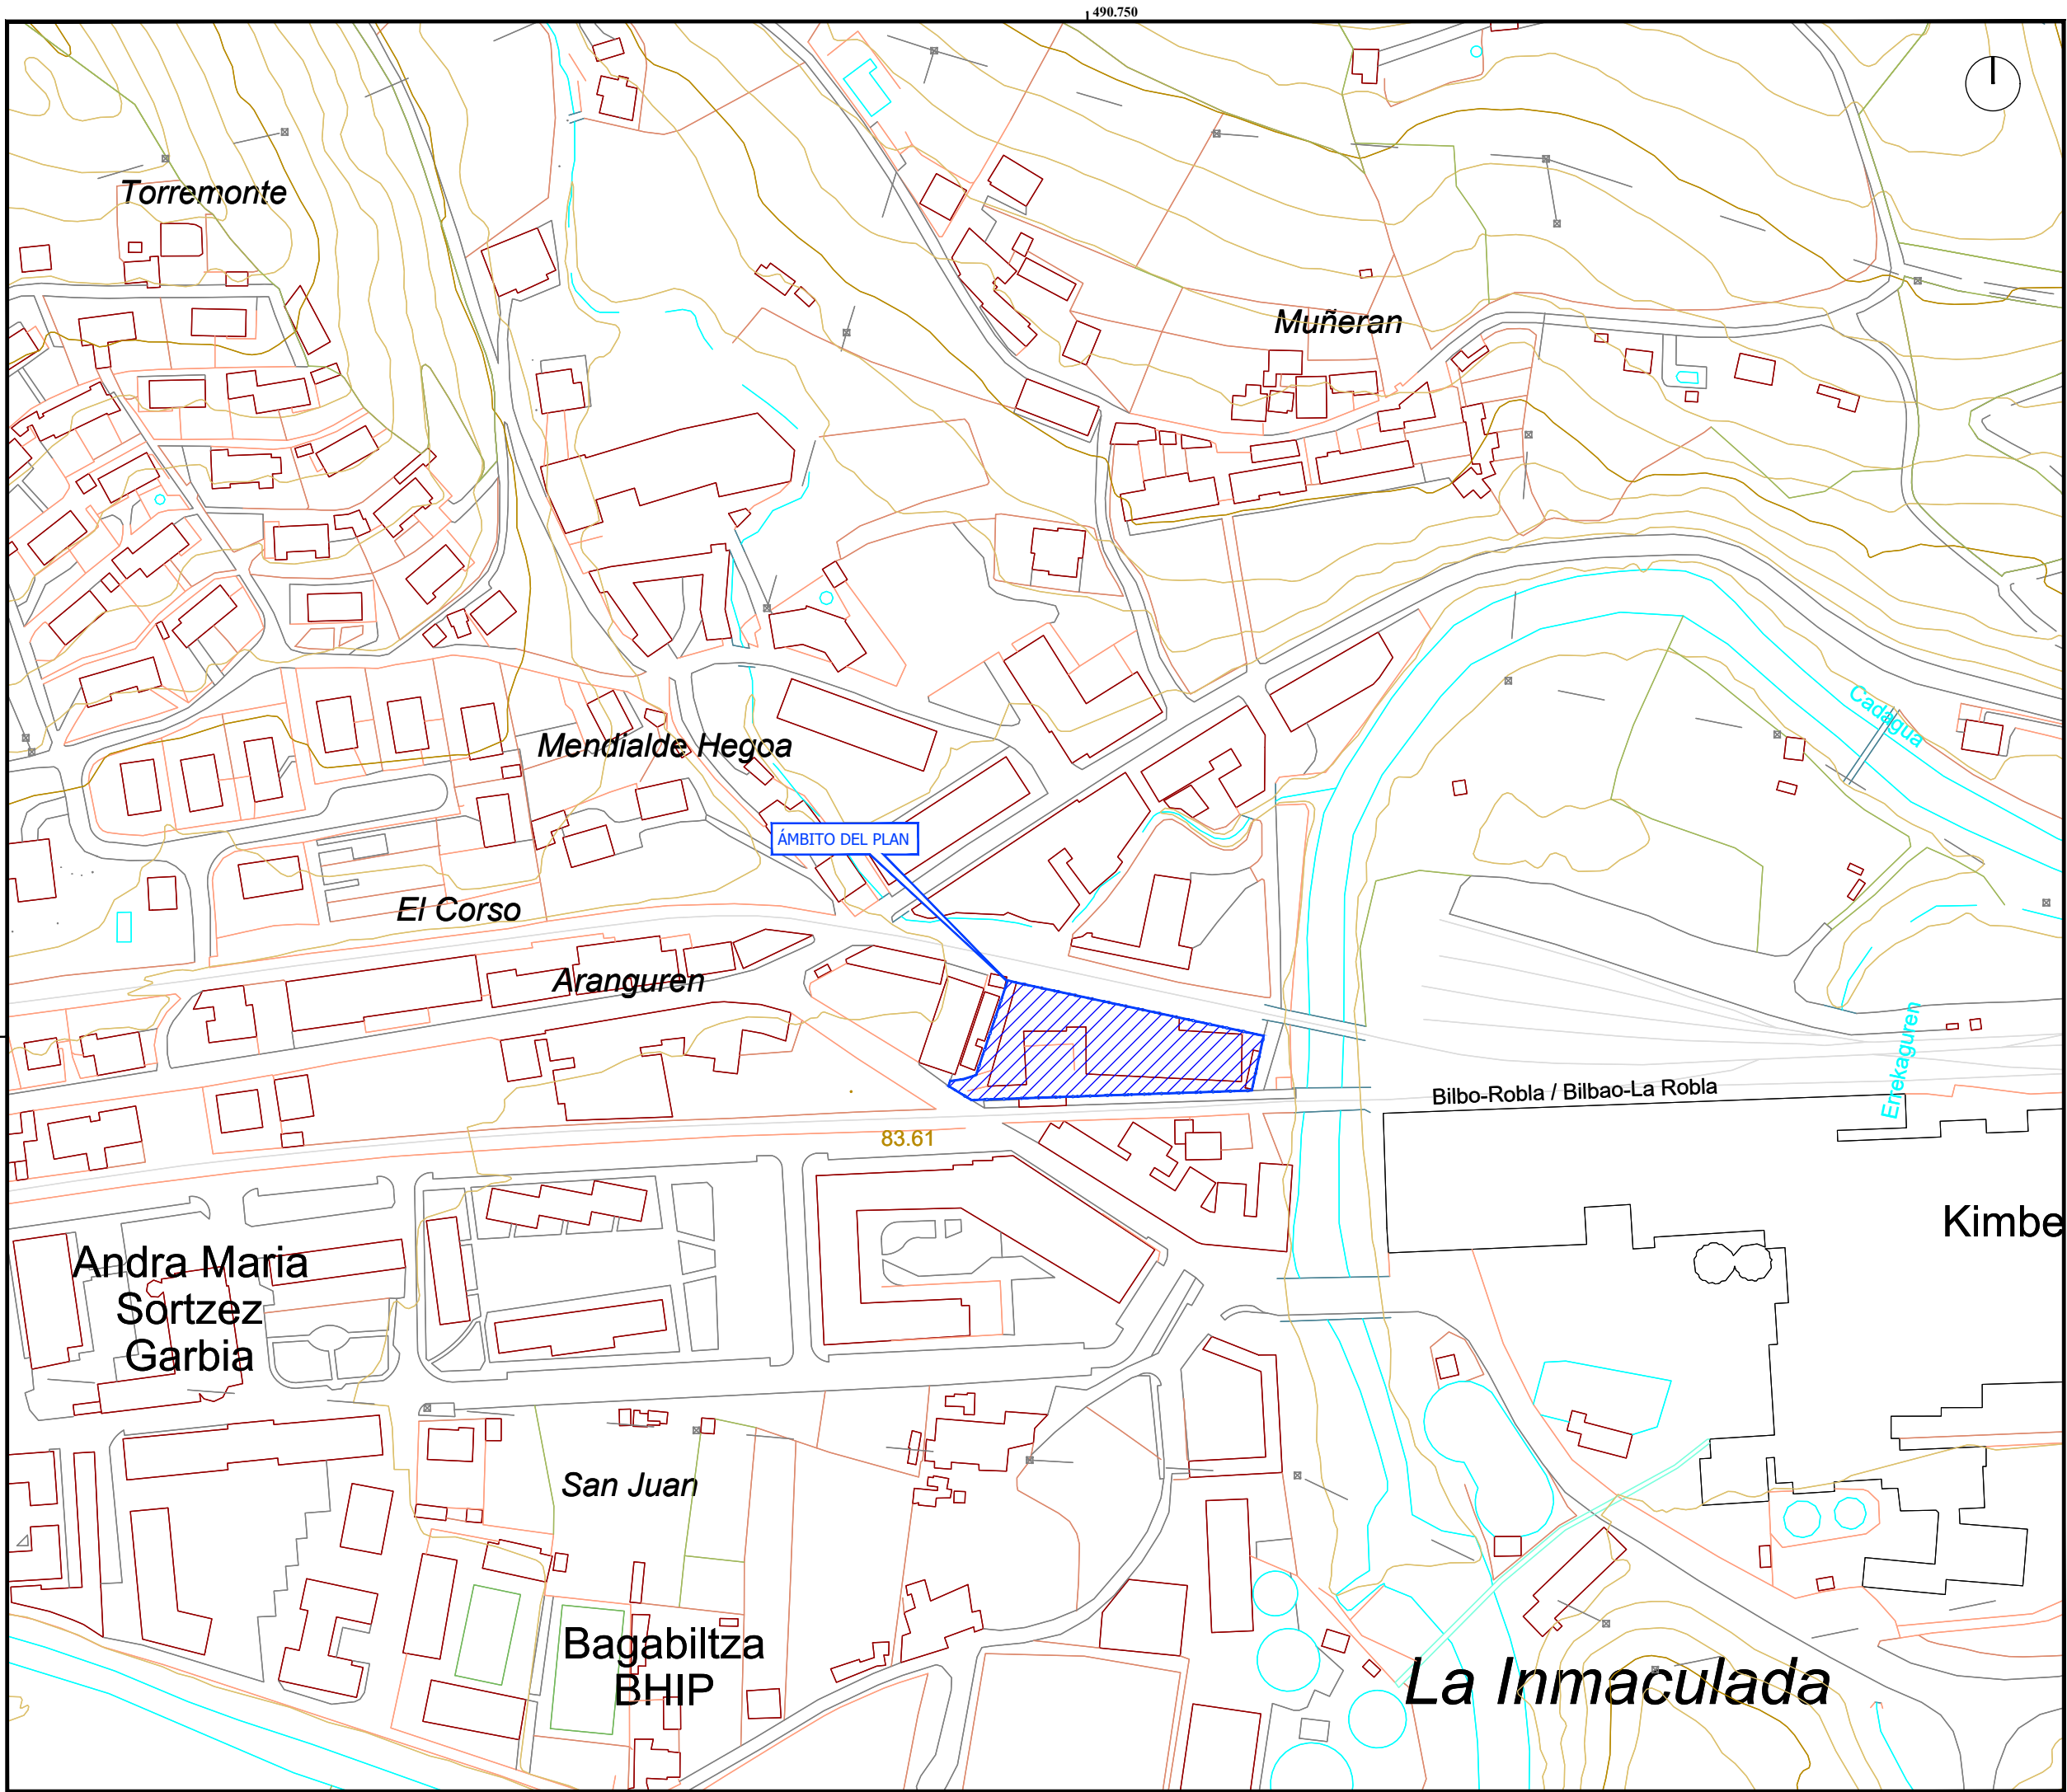 490.750
Torremonte
Muñeran
Cadagua
Mendialde Hegoa
ÁMBITO DEL PLAN
El Corso
Aranguren
Errekaguren
Bilbo-Robla / Bilbao-La Robla
83.61
Kimbe
Andra Maria
Sortzez
Garbia
San Juan
Bagabiltza
BHIP
La Inmaculada